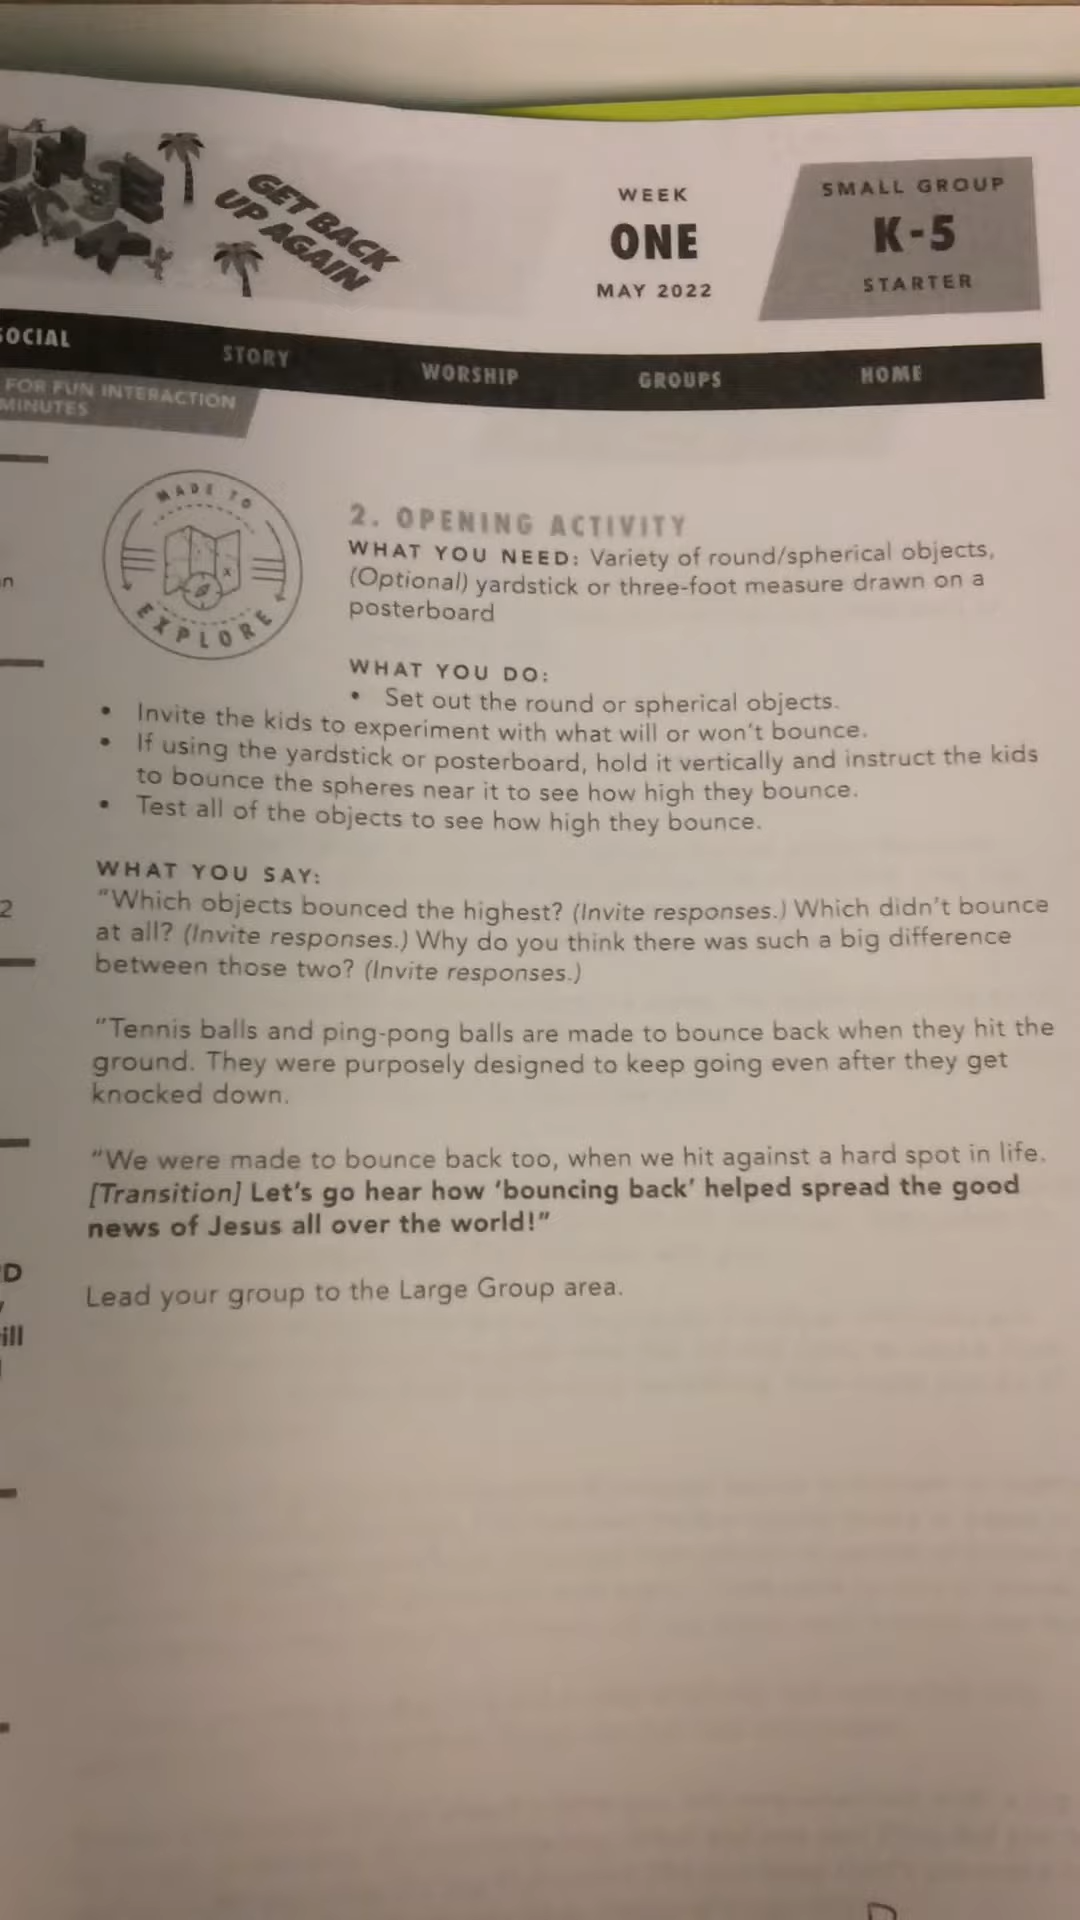 GET BACK
UP AGAIN
WEEK
ONE
MAY 2022
SMALL GROUP
K-5
STARTER
SOCIAL
STORY
WORSHIP
GROUPS
HOME
FOR FUN INTERACTION
MINUTES
MADE TO
EXPLORE
2. OPENING ACTIVITY
WHAT YOU NEED: Variety of round/spherical objects,
(Optional) yardstick or three-foot measure drawn on a
posterboard
WHAT YOU DO:
• Set out the round or spherical objects.
• Invite the kids to experiment with what will or won't bounce.
• If using the yardstick or posterboard, hold it vertically and instruct the kids
to bounce the spheres near it to see how high they bounce.
• Test all of the objects to see how high they bounce.
WHAT YOU SAY:
"Which objects bounced the highest? (Invite responses.) Which didn't bounce
at all? (Invite responses.) Why do you think there was such a big difference
between those two? (Invite responses.)
"Tennis balls and ping-pong balls are made to bounce back when they hit the
ground. They were purposely designed to keep going even after they get
knocked down.
"We were made to bounce back too, when we hit against a hard spot in life.
[Transition] Let's go hear how 'bouncing back' helped spread the good
news of Jesus all over the world!"
Lead your group to the Large Group area.